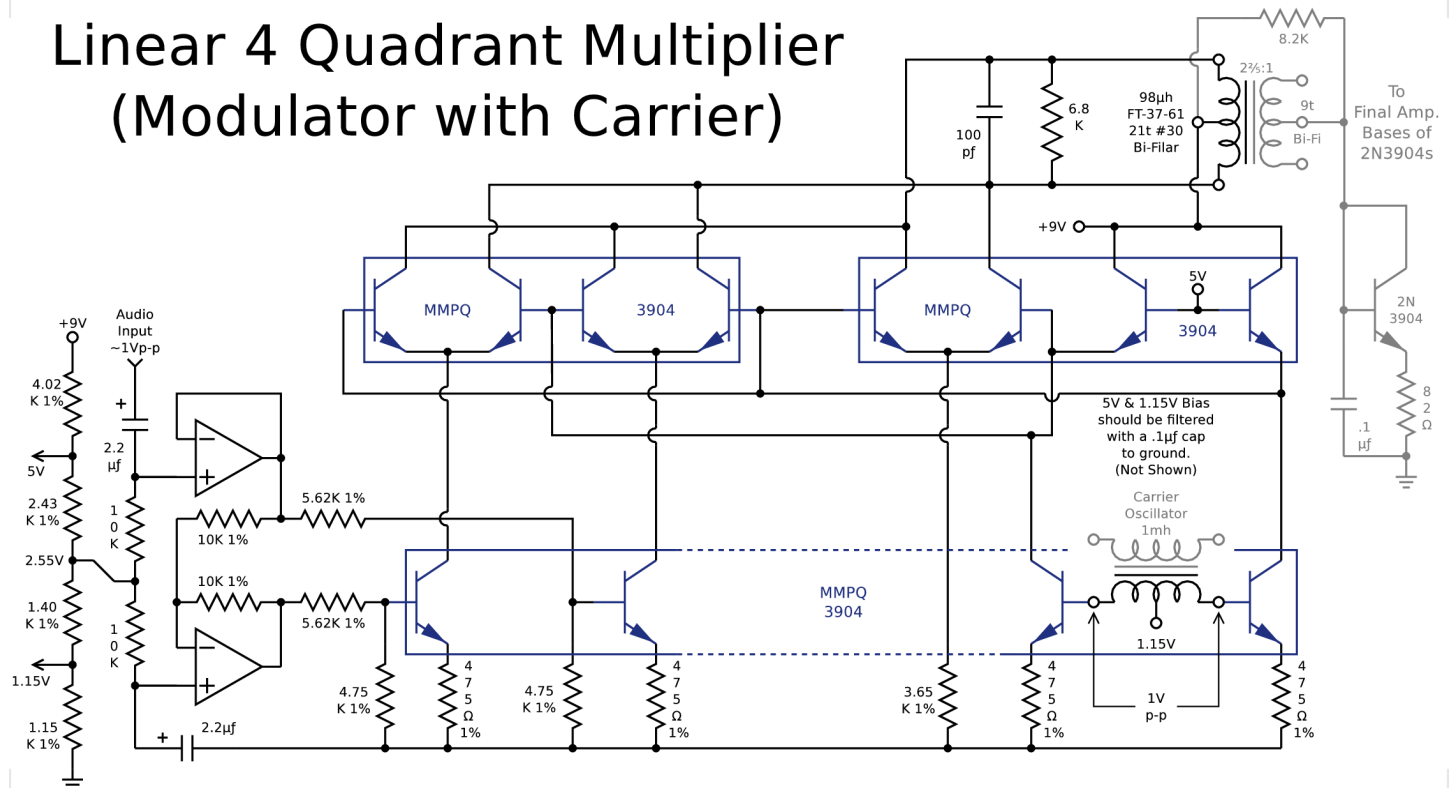 Linear 4 Quadrant Multiplier
(Modulator with Carrier)
8.2K
2⅖:1
98µh
FT-37-61
21t #30
Bi-Filar
9t
Bi-Fi
To
Final Amp.
Bases of
2N3904s
100
pƒ
6.8
K
+9V
5V
MMPQ
3904
MMPQ
3904
2N
3904
8
2
Ω
.1
µƒ
Audio
Input
~1Vp-p
+9V
4.02
K 1%
+
2.2
µƒ
5V
2.43
K 1%
1
0
K
2.55V
1.40
K 1%
1
0
K
1.15V
1.15
K 1%
+
2.2µƒ
−
+
5.62K 1%
10K 1%
10K 1%
5.62K 1%
−
+
5V & 1.15V Bias
should be filtered
with a .1µƒ cap
to ground.
(Not Shown)
Carrier
Oscillator
1mh
MMPQ
3904
1.15V
1V
p-p
4.75
K 1%
4
7
5
Ω
1%
4.75
K 1%
4
7
5
Ω
1%
3.65
K 1%
4
7
5
Ω
1%
4
7
5
Ω
1%